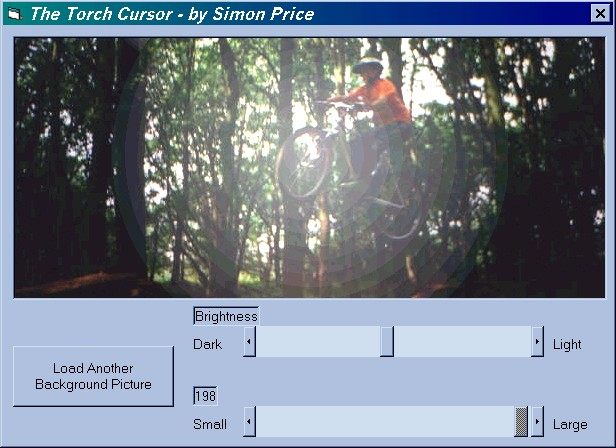 The Torch Cursor - by Simon Price
Brightness
Dark
Light
Load Another
Background Picture
198
Small
Large